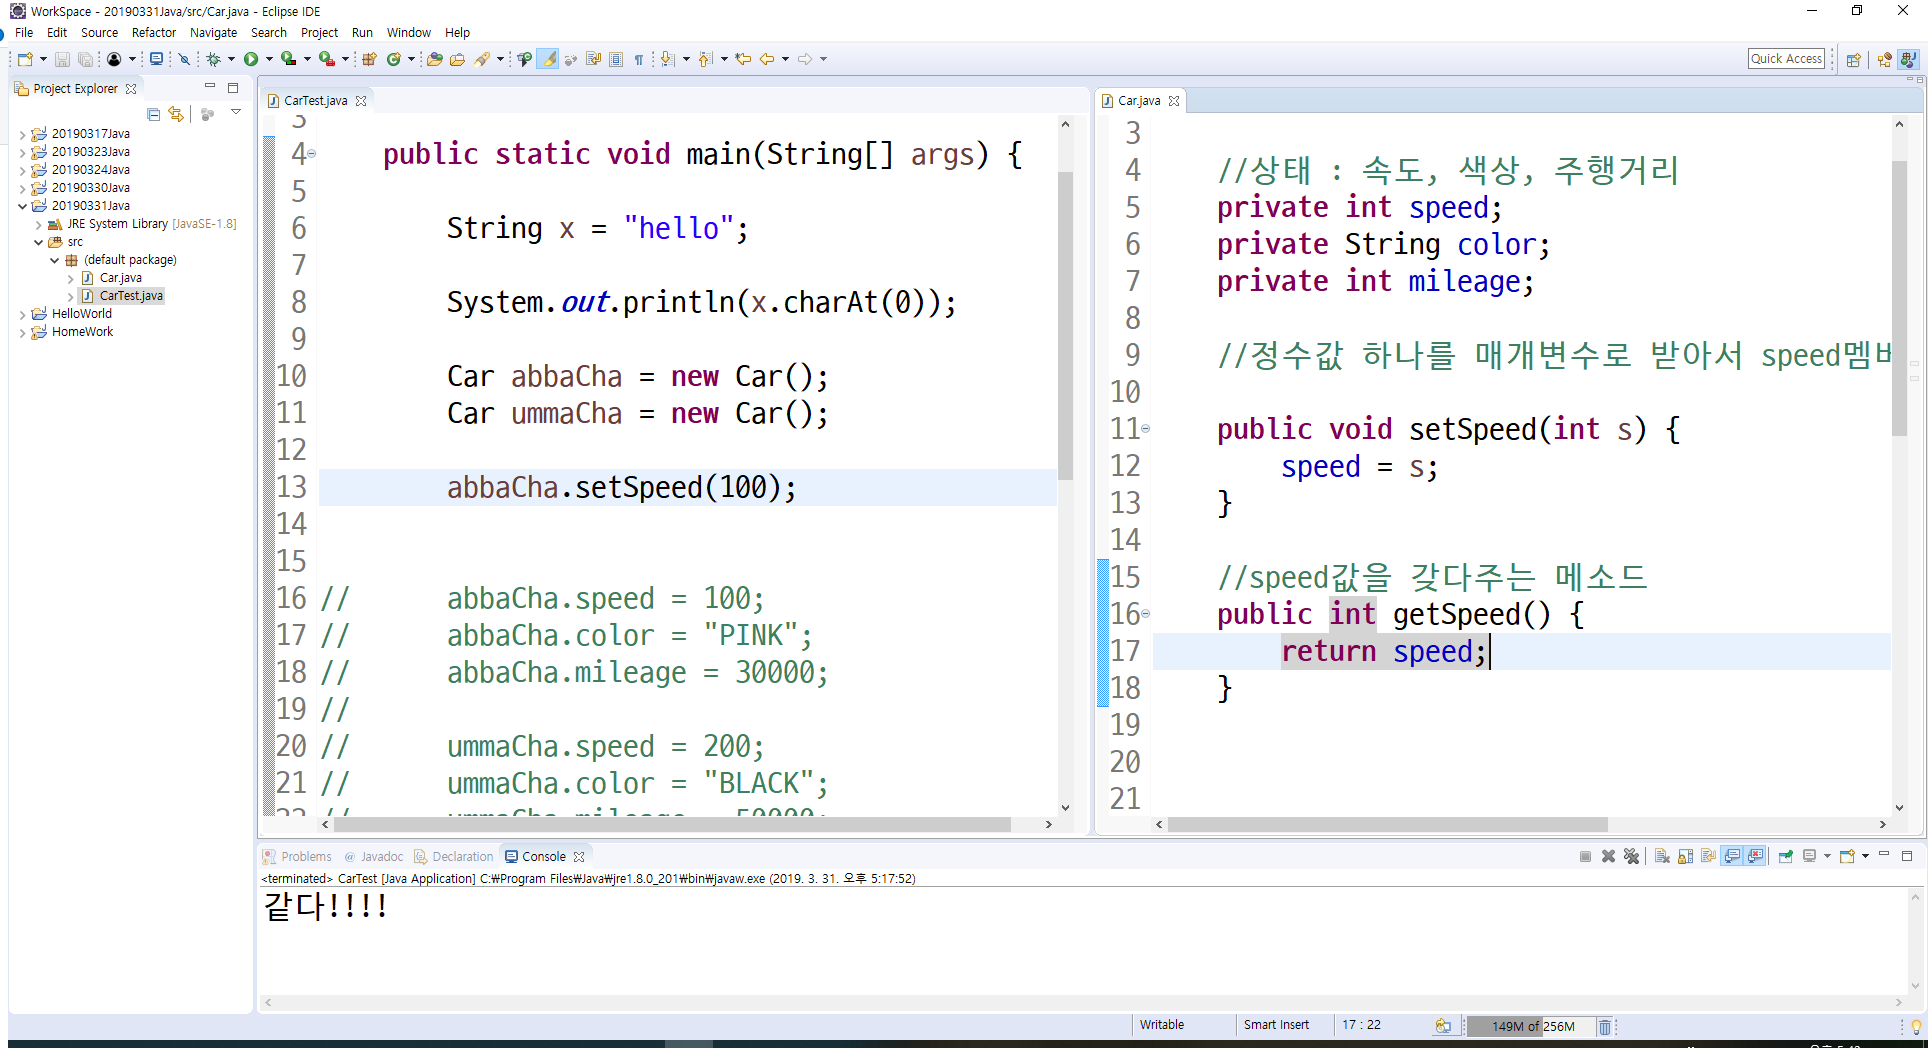 WorkSpace - 20190331Java/src/Car.java - Eclipse IDE
File Edit Source Refactor Navigate Search Project Run Window Help
Quick Access
Project Explorer
20190317Java
20190323Java
20190324Java
20190330Java
20190331Java
JRE System Library [JavaSE-1.8]
src
(default package)
Car.java
CarTest.java
HelloWorld
HomeWork
CarTest.java
3
4 public static void main(String[] args) {
5
6 String x = "hello";
7
8 System.out.println(x.charAt(0));
9
10 Car abbaCha = new Car();
11 Car ummaCha = new Car();
12
13 abbaCha.setSpeed(100);
14
15
16 // abbaCha.speed = 100;
17 // abbaCha.color = "PINK";
18 // abbaCha.mileage = 30000;
19 //
20 // ummaCha.speed = 200;
21 // ummaCha.color = "BLACK";
22 // ummaCha.mileage = 50000;
Car.java
3
4 //상태 : 속도, 색상, 주행거리
5 private int speed;
6 private String color;
7 private int mileage;
8
9 //정수값 하나를 매개변수로 받아서 speed멤버
10
11 public void setSpeed(int s) {
12 speed = s;
13 }
14
15 //speed값을 갖다주는 메소드
16 public int getSpeed() {
17 return speed;
18 }
19
20
21
Problems @ Javadoc Declaration Console
<terminated> CarTest [Java Application] C:\Program Files\Java\jre1.8.0_201\bin\javaw.exe (2019. 3. 31. 오후 5:17:52)
같다!!!!
Writable Smart Insert 17 : 22 149M of 256M